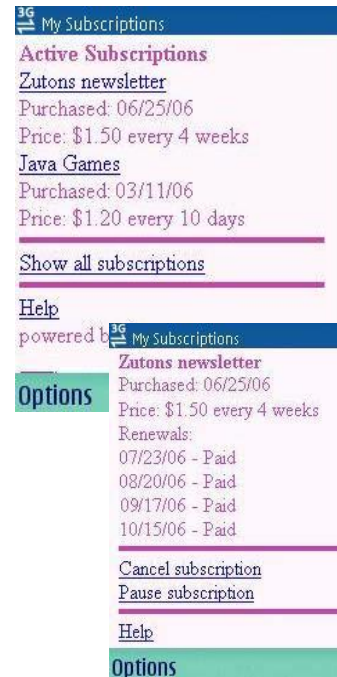 3G
My Subscriptions
Active Subscriptions
Zutons newsletter
Purchased: 06/25/06
Price: $1.50 every 4 weeks
Java Games
Purchased: 03/11/06
Price: $1.20 every 10 days
Show all subscriptions
Help
powered b
Options
3G
My Subscriptions
Zutons newsletter
Purchased: 06/25/06
Price: $1.50 every 4 weeks
Renewals:
07/23/06 - Paid
08/20/06 - Paid
09/17/06 - Paid
10/15/06 - Paid
Cancel subscription
Pause subscription
Help
Options